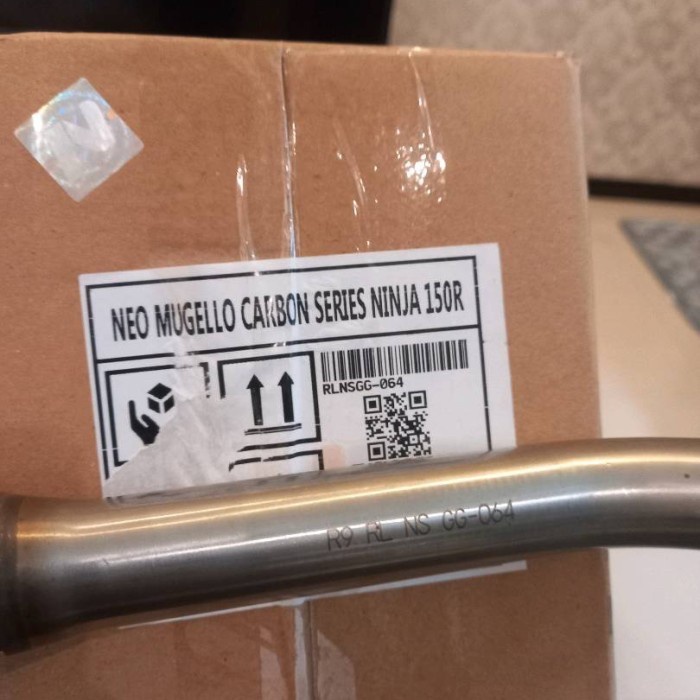 NEO MUGELLO CARBON SERIES NINJA 150R
RLNSGG-064
R9 RL NS GG-064